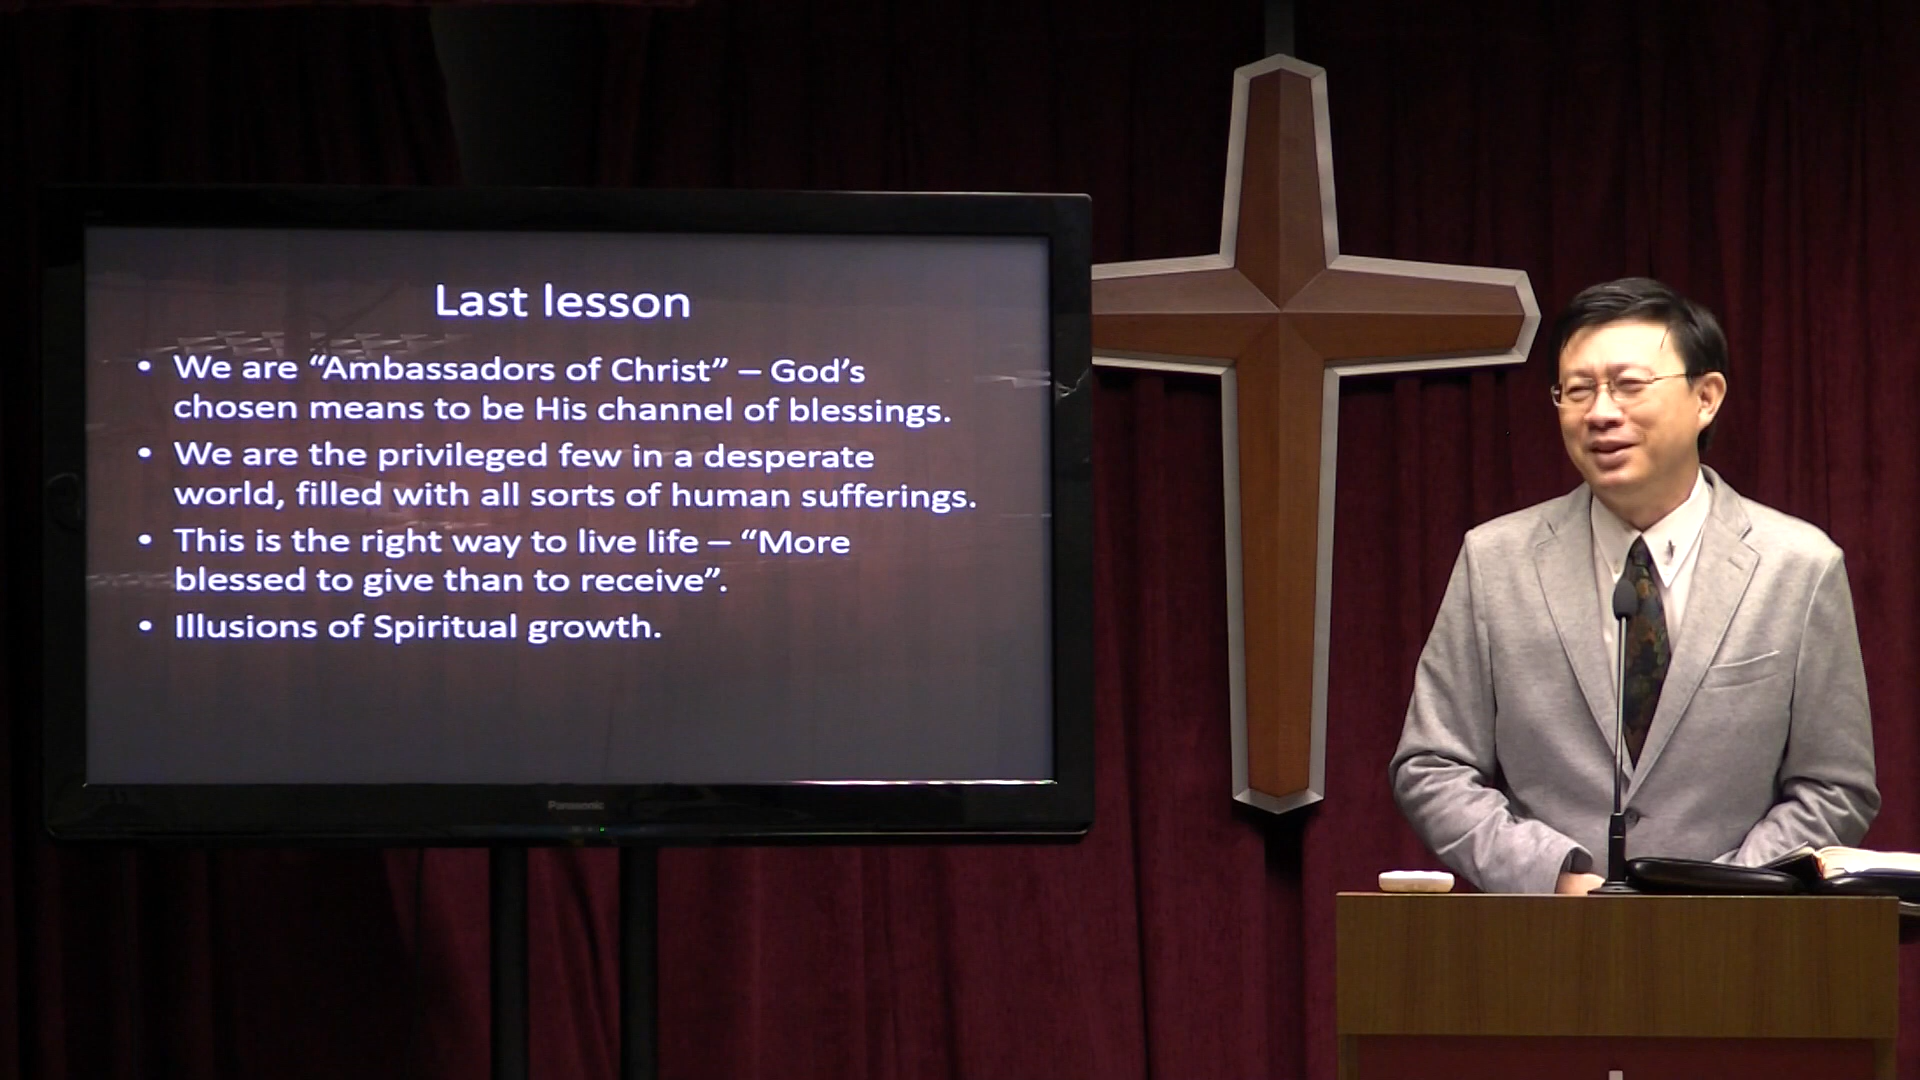 Last lesson
• We are “Ambassadors of Christ” – God’s
chosen means to be His channel of blessings.
• We are the privileged few in a desperate
world, filled with all sorts of human sufferings.
• This is the right way to live life – “More
blessed to give than to receive”.
• Illusions of Spiritual growth.
Panasonic